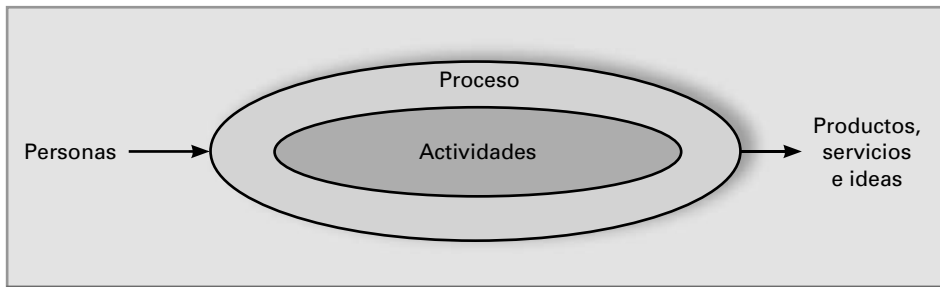 Proceso
Personas
Actividades
Productos,
servicios
e ideas